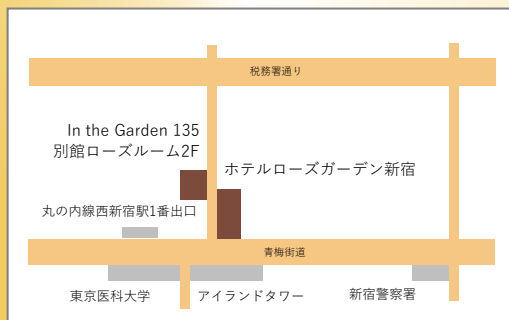 税務署通り
In the Garden 135
別館ローズルーム2F
ホテルローズガーデン新宿
丸の内線西新宿駅1番出口
青梅街道
東京医科大学
アイランドタワー
新宿警察署